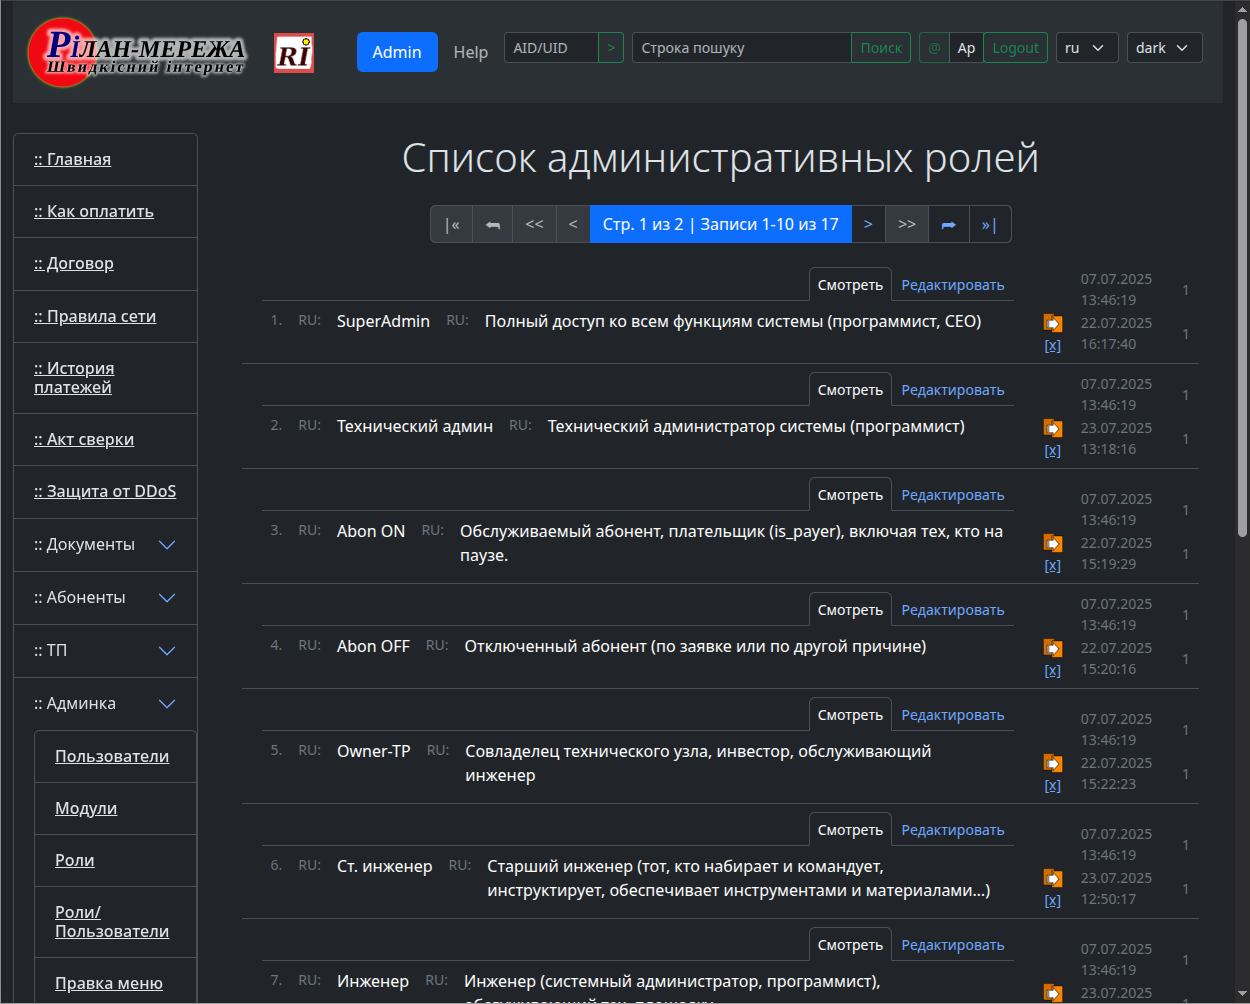 РіЛАН-МЕРЕЖА
Швидкісний інтернет
Ri
Admin Help AID/UID > Строка пошуку Поиск @ Ap Logout ru dark
:: Главная
:: Как оплатить
:: Договор
:: Правила сети
:: История
платежей
:: Акт сверки
:: Защита от DDoS
:: Документы
:: Абоненты
:: ТП
:: Админка
Пользователи
Модули
Роли
Роли/
Пользователи
Правка меню
Список административных ролей
|« << < Стр. 1 из 2 | Записи 1-10 из 17 > >> »|
Смотреть Редактировать
1. RU: SuperAdmin RU: Полный доступ ко всем функциям системы (программист, CEO)
[x]
07.07.2025
13:46:19 1
22.07.2025
16:17:40 1
Смотреть Редактировать
2. RU: Технический админ RU: Технический администратор системы (программист)
[x]
07.07.2025
13:46:19 1
23.07.2025
13:18:16 1
Смотреть Редактировать
3. RU: Abon ON RU: Обслуживаемый абонент, плательщик (is_payer), включая тех, кто на
паузе.
[x]
07.07.2025
13:46:19 1
22.07.2025
15:19:29 1
Смотреть Редактировать
4. RU: Abon OFF RU: Отключенный абонент (по заявке или по другой причине)
[x]
07.07.2025
13:46:19 1
22.07.2025
15:20:16 1
Смотреть Редактировать
5. RU: Owner-TP RU: Совладелец технического узла, инвестор, обслуживающий
инженер
[x]
07.07.2025
13:46:19 1
22.07.2025
15:22:23 1
Смотреть Редактировать
6. RU: Ст. инженер RU: Старший инженер (тот, кто набирает и командует,
инструктирует, обеспечивает инструментами и материалами...)
[x]
07.07.2025
13:46:19 1
23.07.2025
12:50:17 1
Смотреть Редактировать
7. RU: Инженер RU: Инженер (системный администратор, программист),
07.07.2025
13:46:19 1
23.07.2025